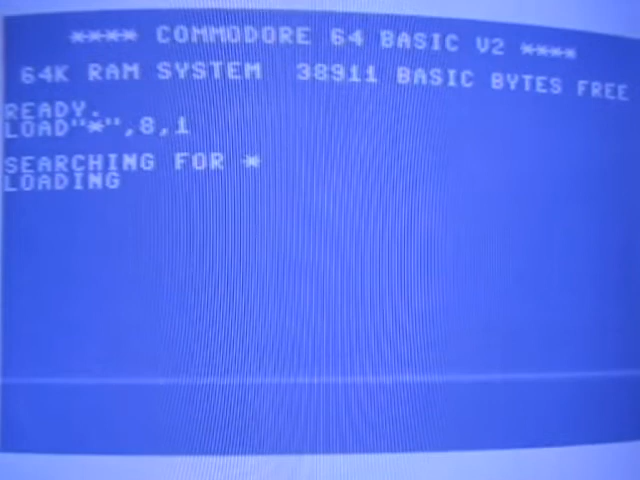 **** COMMODORE 64 BASIC V2 ****
64K RAM SYSTEM 38911 BASIC BYTES FREE
READY.
LOAD"*",8,1
SEARCHING FOR *
LOADING